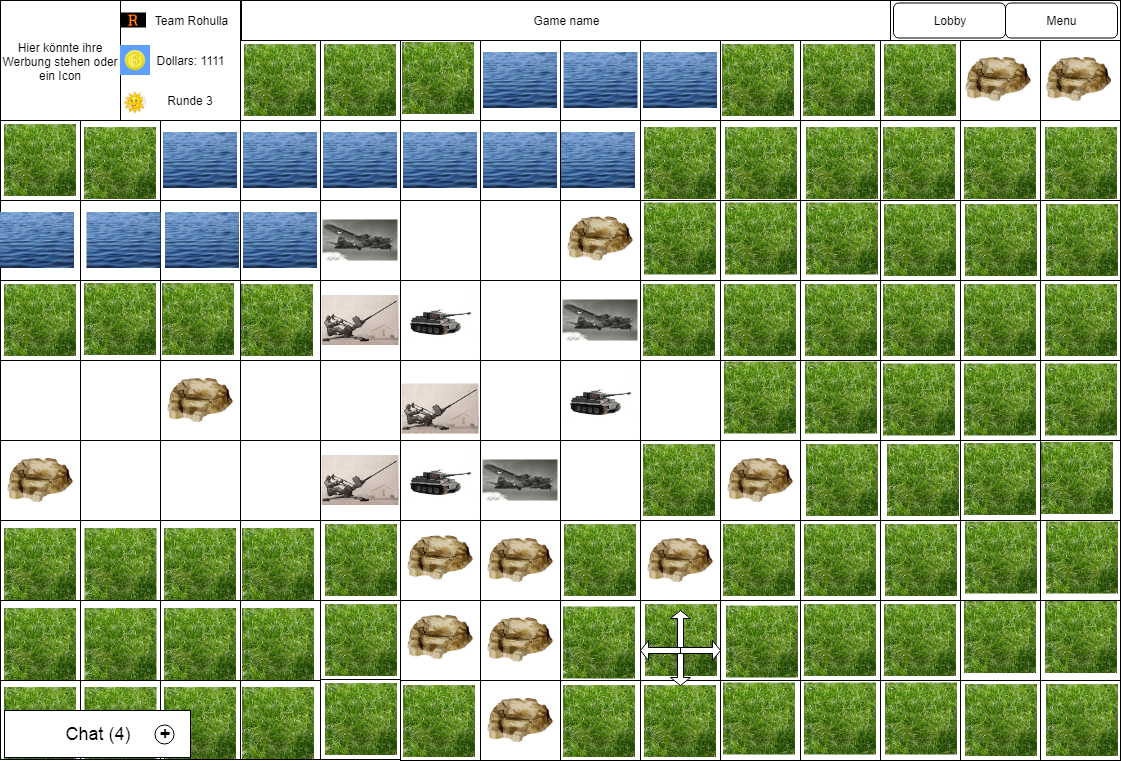 Hier könnte ihre
Werbung stehen oder
ein Icon
R
Team Rohulla
Dollars: 1111
Runde 3
Game name
Lobby
Menu
Chat (4)